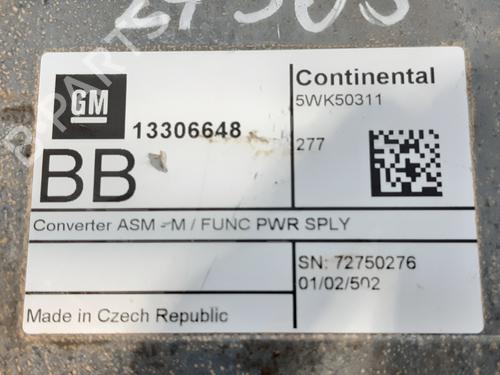 GM
13306648
BB
Continental
5WK50311
277
Converter ASM -M / FUNC PWR SPLY
SN: 72750276
01/02/502
Made in Czech Republic